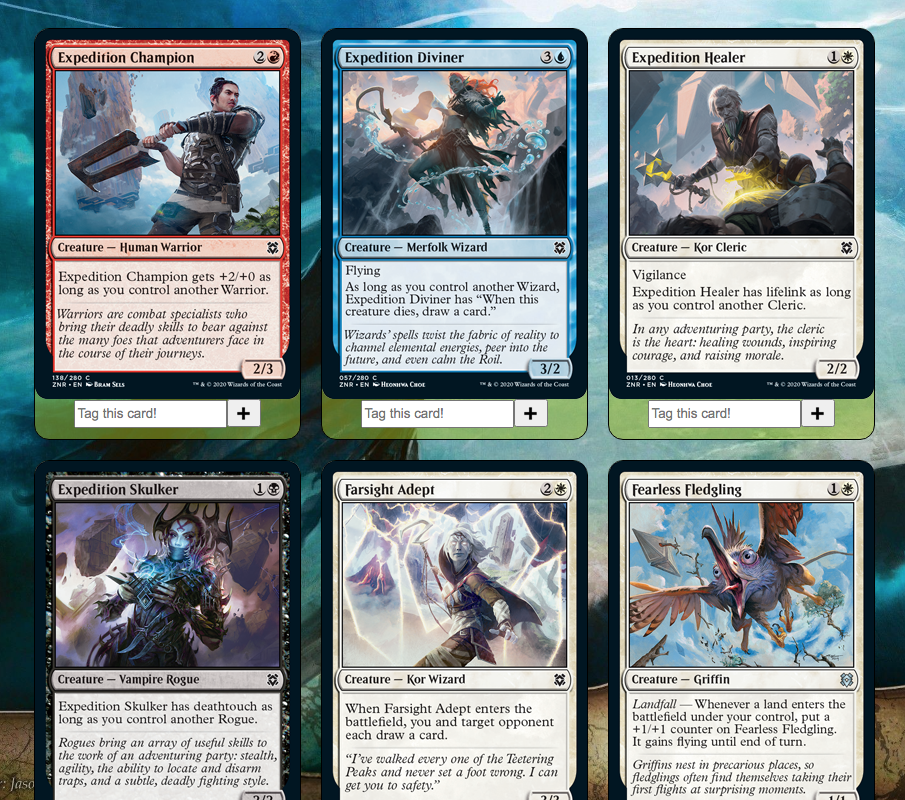 Expedition Champion 2
Creature — Human Warrior
Expedition Champion gets +2/+0 as
long as you control another Warrior.
Warriors are combat specialists who
bring their deadly skills to bear against
the many foes that adventurers face in
the course of their journeys.
2/3
138/280 C
ZNR • EN Bram Sels ™ & © 2020 Wizards of the Coast
Tag this card! +
Expedition Diviner 3
Creature — Merfolk Wizard
Flying
As long as you control another Wizard,
Expedition Diviner has “When this
creature dies, draw a card.”
Wizards’ spells twist the fabric of reality to
channel elemental energies, peer into the
future, and even calm the Roil.
3/2
057/280 C
ZNR • EN Heonhwa Choe ™ & © 2020 Wizards of the Coast
Tag this card! +
Expedition Healer 1
Creature — Kor Cleric
Vigilance
Expedition Healer has lifelink as long
as you control another Cleric.
In any adventuring party, the cleric
is the heart: healing wounds, inspiring
courage, and raising morale.
2/2
013/280 C
ZNR • EN Heonhwa Choe ™ & © 2020 Wizards of the Coast
Tag this card! +
Expedition Skulker 1
Creature — Vampire Rogue
Expedition Skulker has deathtouch as
long as you control another Rogue.
Rogues bring an array of useful skills to
the work of an adventuring party: stealth,
agility, the ability to locate and disarm
traps, and a subtle, deadly fighting style.
Farsight Adept 2
Creature — Kor Wizard
When Farsight Adept enters the
battlefield, you and target opponent
each draw a card.
“I’ve walked every one of the Teetering
Peaks and never set a foot wrong. I can
get you to safety.”
Fearless Fledgling 1
Creature — Griffin
Landfall — Whenever a land enters the
battlefield under your control, put a
+1/+1 counter on Fearless Fledgling.
It gains flying until end of turn.
Griffins nest in precarious places, so
fledglings often find themselves taking their
first flights at surprising moments.